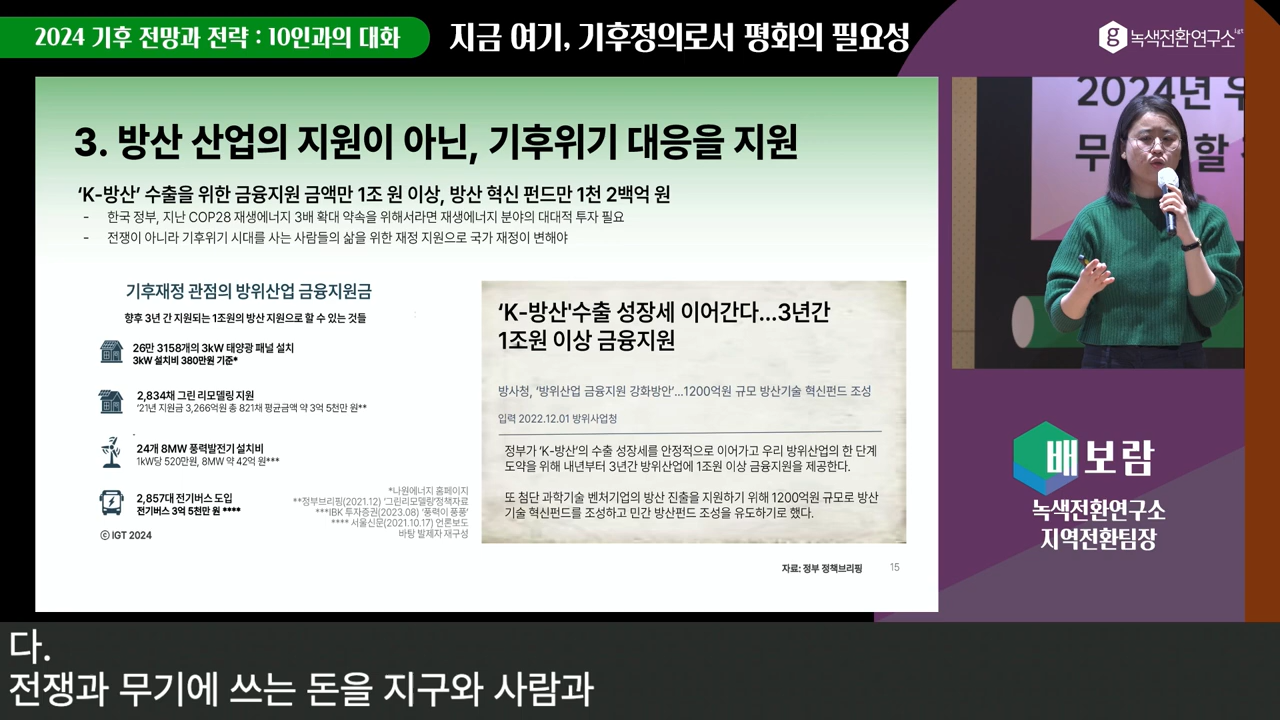 2024 기후 전망과 전략 : 10인과의 대화
지금 여기, 기후정의로서 평화의 필요성
녹색전환연구소
igt
3. 방산 산업의 지원이 아닌, 기후위기 대응을 지원
‘K-방산’ 수출을 위한 금융지원 금액만 1조 원 이상, 방산 혁신 펀드만 1천 2백억 원
- 한국 정부, 지난 COP28 재생에너지 3배 확대 약속을 위해서라면 재생에너지 분야의 대대적 투자 필요
- 전쟁이 아니라 기후위기 시대를 사는 사람들의 삶을 위한 재정 지원으로 국가 재정이 변해야
기후재정 관점의 방위산업 금융지원금
향후 3년 간 지원되는 1조원의 방산 지원으로 할 수 있는 것들
26만 3158개의 3kW 태양광 패널 설치
3kW 설치비 380만원 기준*
2,834채 그린 리모델링 지원
‘21년 지원금 3,266억원 총 821채 평균금액 약 3억 5천만 원**
24개 8MW 풍력발전기 설치비
1kW당 520만원, 8MW 약 42억 원***
2,857대 전기버스 도입
전기버스 3억 5천만 원 ****
*나원에너지 홈페이지
**정부브리핑(2021.12) ‘그린리모델링’정책자료
***IBK 투자증권(2023.08) ‘풍력이 풍풍’
**** 서울신문(2021.10.17) 언론보도
바탕 발제자 재구성
ⓒ IGT 2024
‘K-방산'수출 성장세 이어간다...3년간
1조원 이상 금융지원
방사청, ‘방위산업 금융지원 강화방안’...1200억원 규모 방산기술 혁신펀드 조성
입력 2022.12.01 방위사업청
정부가 ‘K-방산’의 수출 성장세를 안정적으로 이어가고 우리 방위산업의 한 단계
도약을 위해 내년부터 3년간 방위산업에 1조원 이상 금융지원을 제공한다.
또 첨단 과학기술 벤처기업의 방산 진출을 지원하기 위해 1200억원 규모로 방산
기술 혁신펀드를 조성하고 민간 방산펀드 조성을 유도하기로 했다.
자료: 정부 정책브리핑
15
2024년 우
무 할
배보람
녹색전환연구소
지역전환팀장
다.
전쟁과 무기에 쓰는 돈을 지구와 사람과